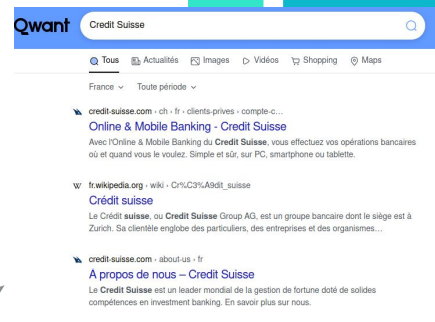 Qwant Credit Suisse
Tous Actualités Images Vidéos Shopping Maps
France Toute période
credit-suisse.com › ch › fr › clients-prives › compte-c...
Online & Mobile Banking - Credit Suisse
Avec l'Online & Mobile Banking du Credit Suisse, vous effectuez vos opérations bancaires
où et quand vous le voulez. Simple et sûr, sur PC, smartphone ou tablette.
W fr.wikipedia.org › wiki › Cr%C3%A9dit_suisse
Crédit suisse
Le Crédit suisse, ou Credit Suisse Group AG, est un groupe bancaire dont le siège est à
Zurich. Sa clientèle englobe des particuliers, des entreprises et des organismes...
credit-suisse.com › about-us › fr
À propos de nous – Credit Suisse
Le Credit Suisse est un leader mondial de la gestion de fortune doté de solides
compétences en investment banking. En savoir plus sur nous.